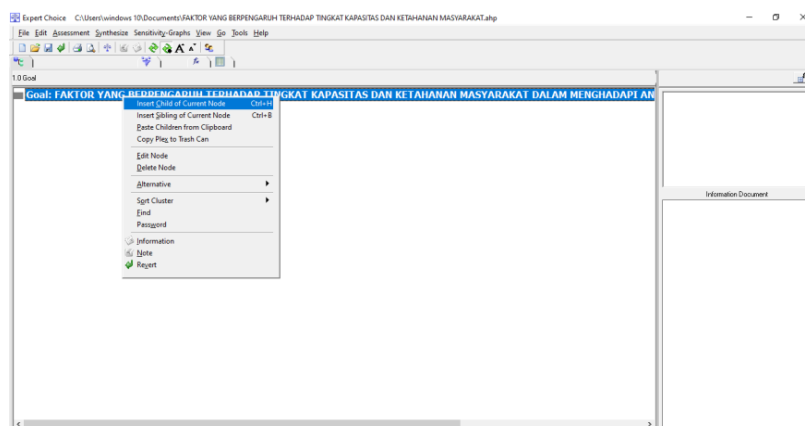 Expert Choice C:\Users\windows 10\Documents\FAKTOR YANG BERPENGARUH TERHADAP TINGKAT KAPASITAS DAN KETAHANAN MASYARAKAT.ahp
File Edit Assessment Synthesize Sensitivity-Graphs View Go Tools Help
1.0 Goal
Goal: FAKTOR YANG BERPENGARUH TERHADAP TINGKAT KAPASITAS DAN KETAHANAN MASYARAKAT DALAM MENGHADAPI AN
Insert Child of Current Node Ctrl+H
Insert Sibling of Current Node Ctrl+B
Paste Children from Clipboard
Copy Plex to Trash Can
Edit Node
Delete Node
Alternative
Sort Cluster
Find
Password
Information
Note
Revert
Information Document